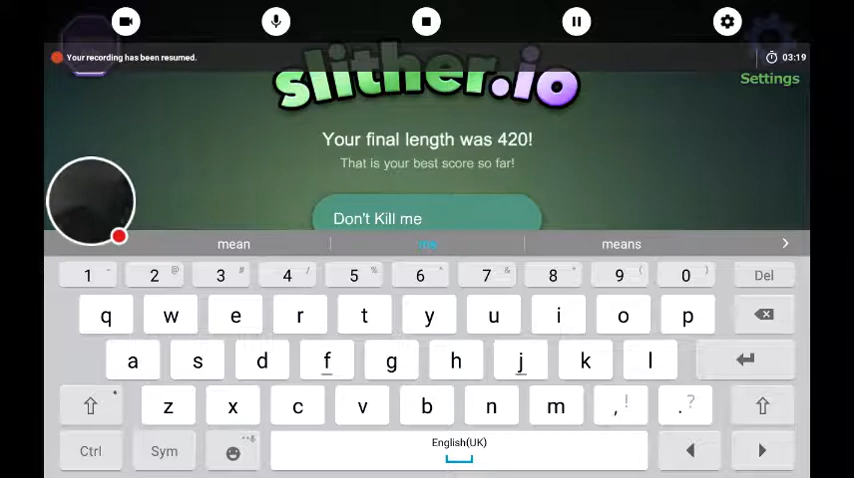 Your recording has been resumed.
03:19
Settings
slither.io
Your final length was 420!
That is your best score so far!
Don't Kill me
mean me means
1 - 2 @ 3 # 4 / 5 % 6 ^ 7 & 8 * 9 ( 0 ) Del
q w e r t y u i o p
a s d f g h j k l
z x c v b n m , ! . ?
Ctrl Sym English(UK)